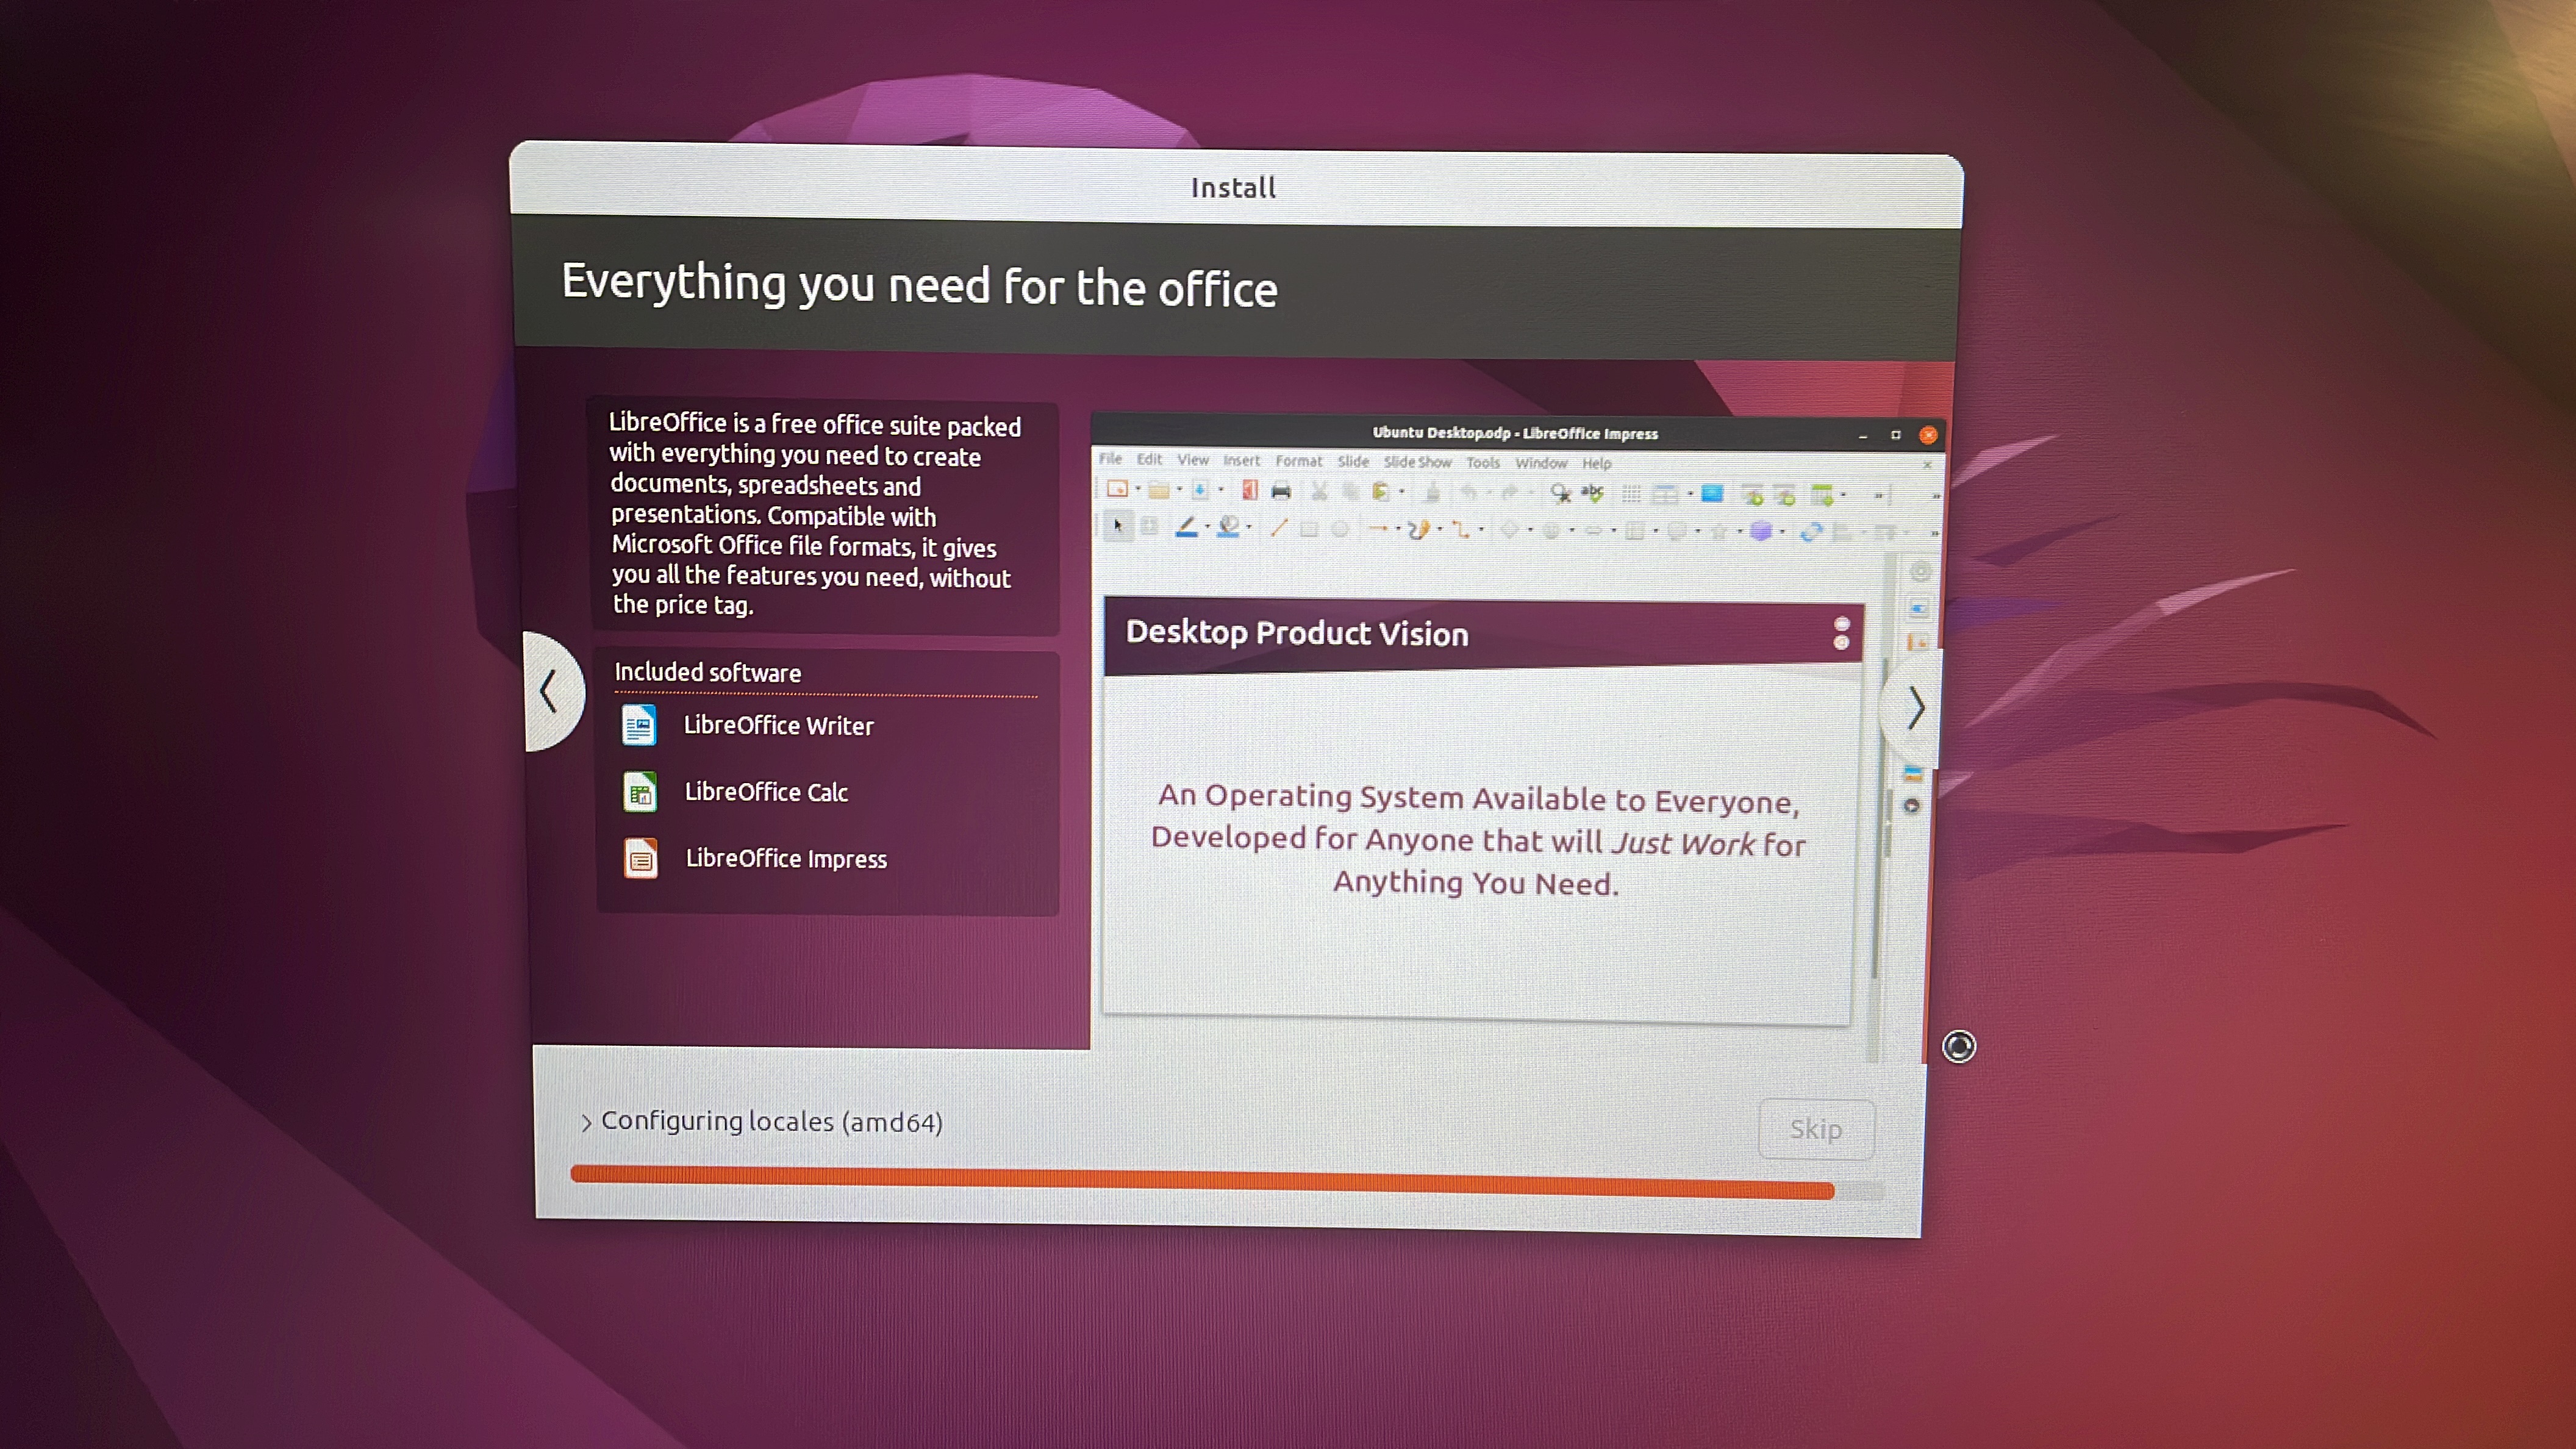 Install
Everything you need for the office
LibreOffice is a free office suite packed
with everything you need to create
documents, spreadsheets and
presentations. Compatible with
Microsoft Office file formats, it gives
you all the features you need, without
the price tag.
Included software
LibreOffice Writer
LibreOffice Calc
LibreOffice Impress
Ubuntu Desktop.odp - LibreOffice Impress
File Edit View Insert Format Slide Slide Show Tools Window Help
abc
Desktop Product Vision
An Operating System Available to Everyone,
Developed for Anyone that will Just Work for
Anything You Need.
Configuring locales (amd64)
Skip